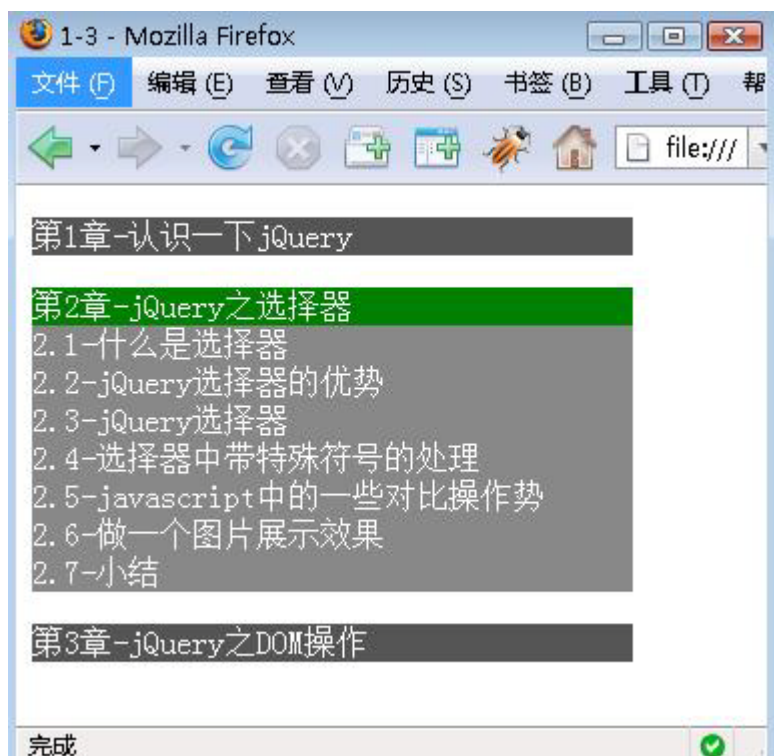 1-3 - Mozilla Firefox
文件 (F) 编辑 (E) 查看 (V) 历史 (S) 书签 (B) 工具 (T) 帮
file:///
第1章-认识一下jQuery
第2章-jQuery之选择器
2.1-什么是选择器
2.2-jQuery选择器的优势
2.3-jQuery选择器
2.4-选择器中带特殊符号的处理
2.5-javascript中的一些对比操作势
2.6-做一个图片展示效果
2.7-小结
第3章-jQuery之DOM操作
完成